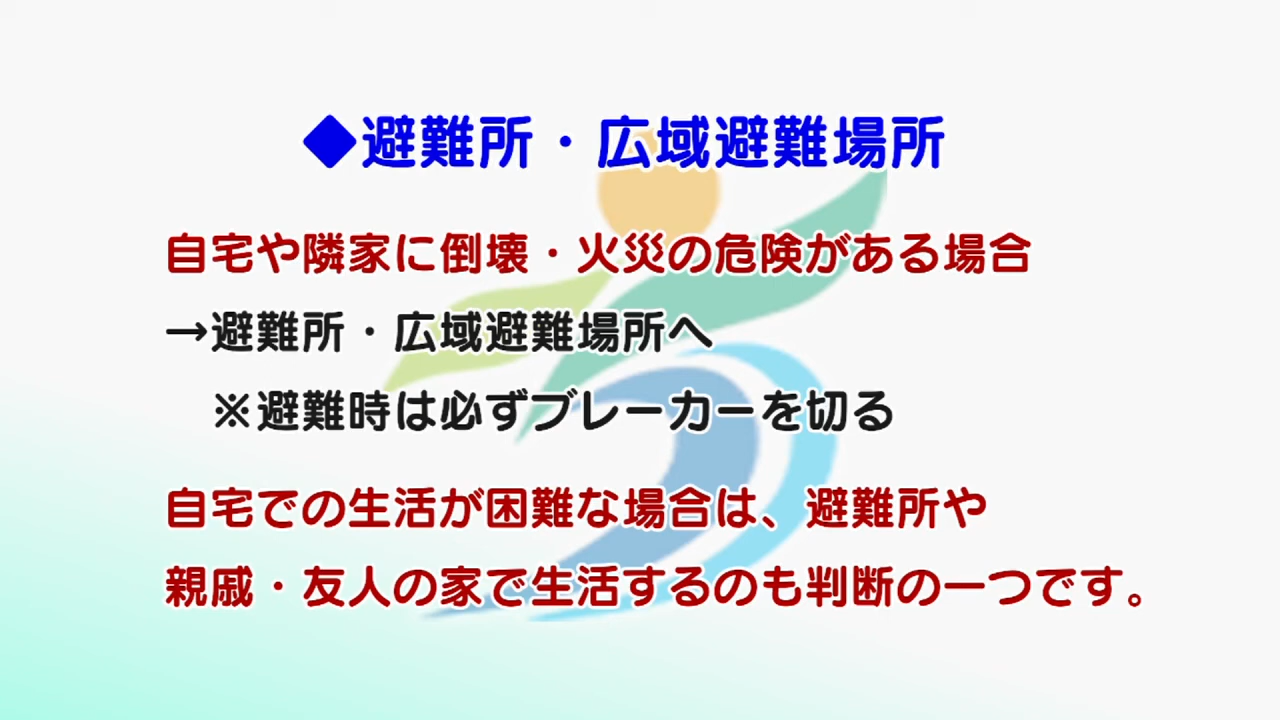 ◆避難所・広域避難場所
自宅や隣家に倒壊・火災の危険がある場合
→避難所・広域避難場所へ
※避難時は必ずブレーカーを切る
自宅での生活が困難な場合は、避難所や
親戚・友人の家で生活するのも判断の一つです。